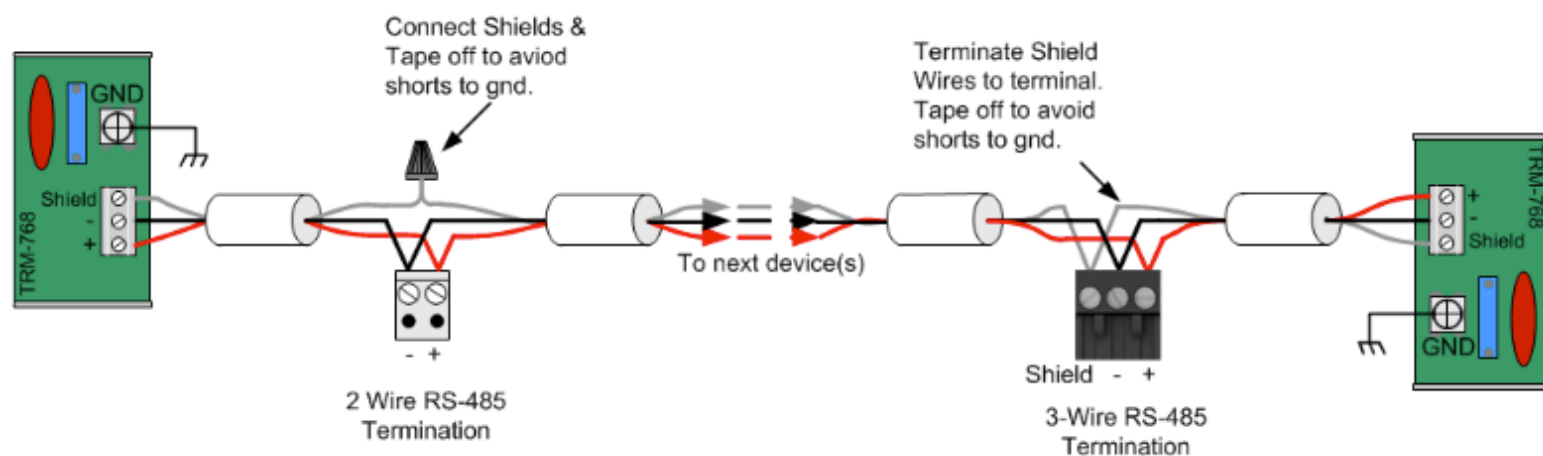 Connect Shields &
Tape off to aviod
shorts to gnd.
Terminate Shield
Wires to terminal.
Tape off to avoid
shorts to gnd.
GND
Shield
-
+
TRM-768
To next device(s)
- +
2 Wire RS-485
Termination
Shield - +
3-Wire RS-485
Termination
TRM-768
+
-
Shield
GND